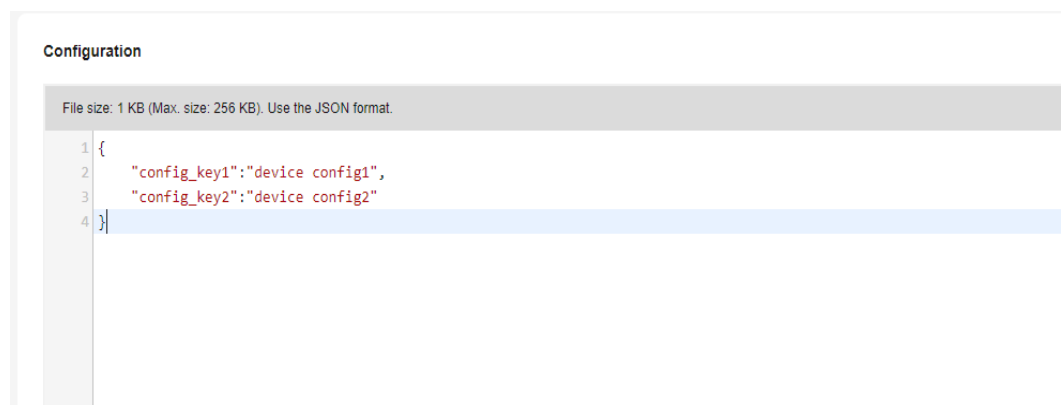 Configuration
File size: 1 KB (Max. size: 256 KB). Use the JSON format.
1 {
2 "config_key1":"device config1",
3 "config_key2":"device config2"
4 }